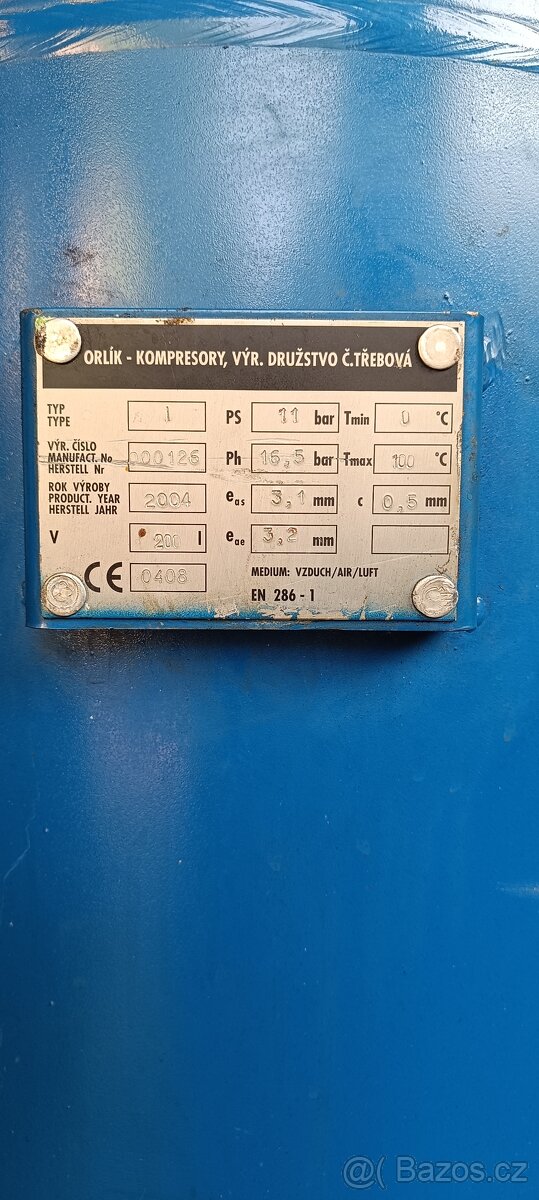 ORLÍK - KOMPRESORY, VÝR. DRUŽSTVO Č.TŘEBOVÁ
TYP
TYPE
1
PS 11 bar
Tmin 0 °C
VÝR. ČÍSLO
MANUFACT. No
HERSTELL Nr
000126
Ph 16,5 bar
Tmax 100 °C
ROK VÝROBY
PRODUCT. YEAR
HERSTELL JAHR
2004
eas 3,1 mm
c 0,5 mm
V 200 l
eae 3,2 mm
CE 0408
MEDIUM: VZDUCH/AIR/LUFT
EN 286 - 1
@( Bazos.cz